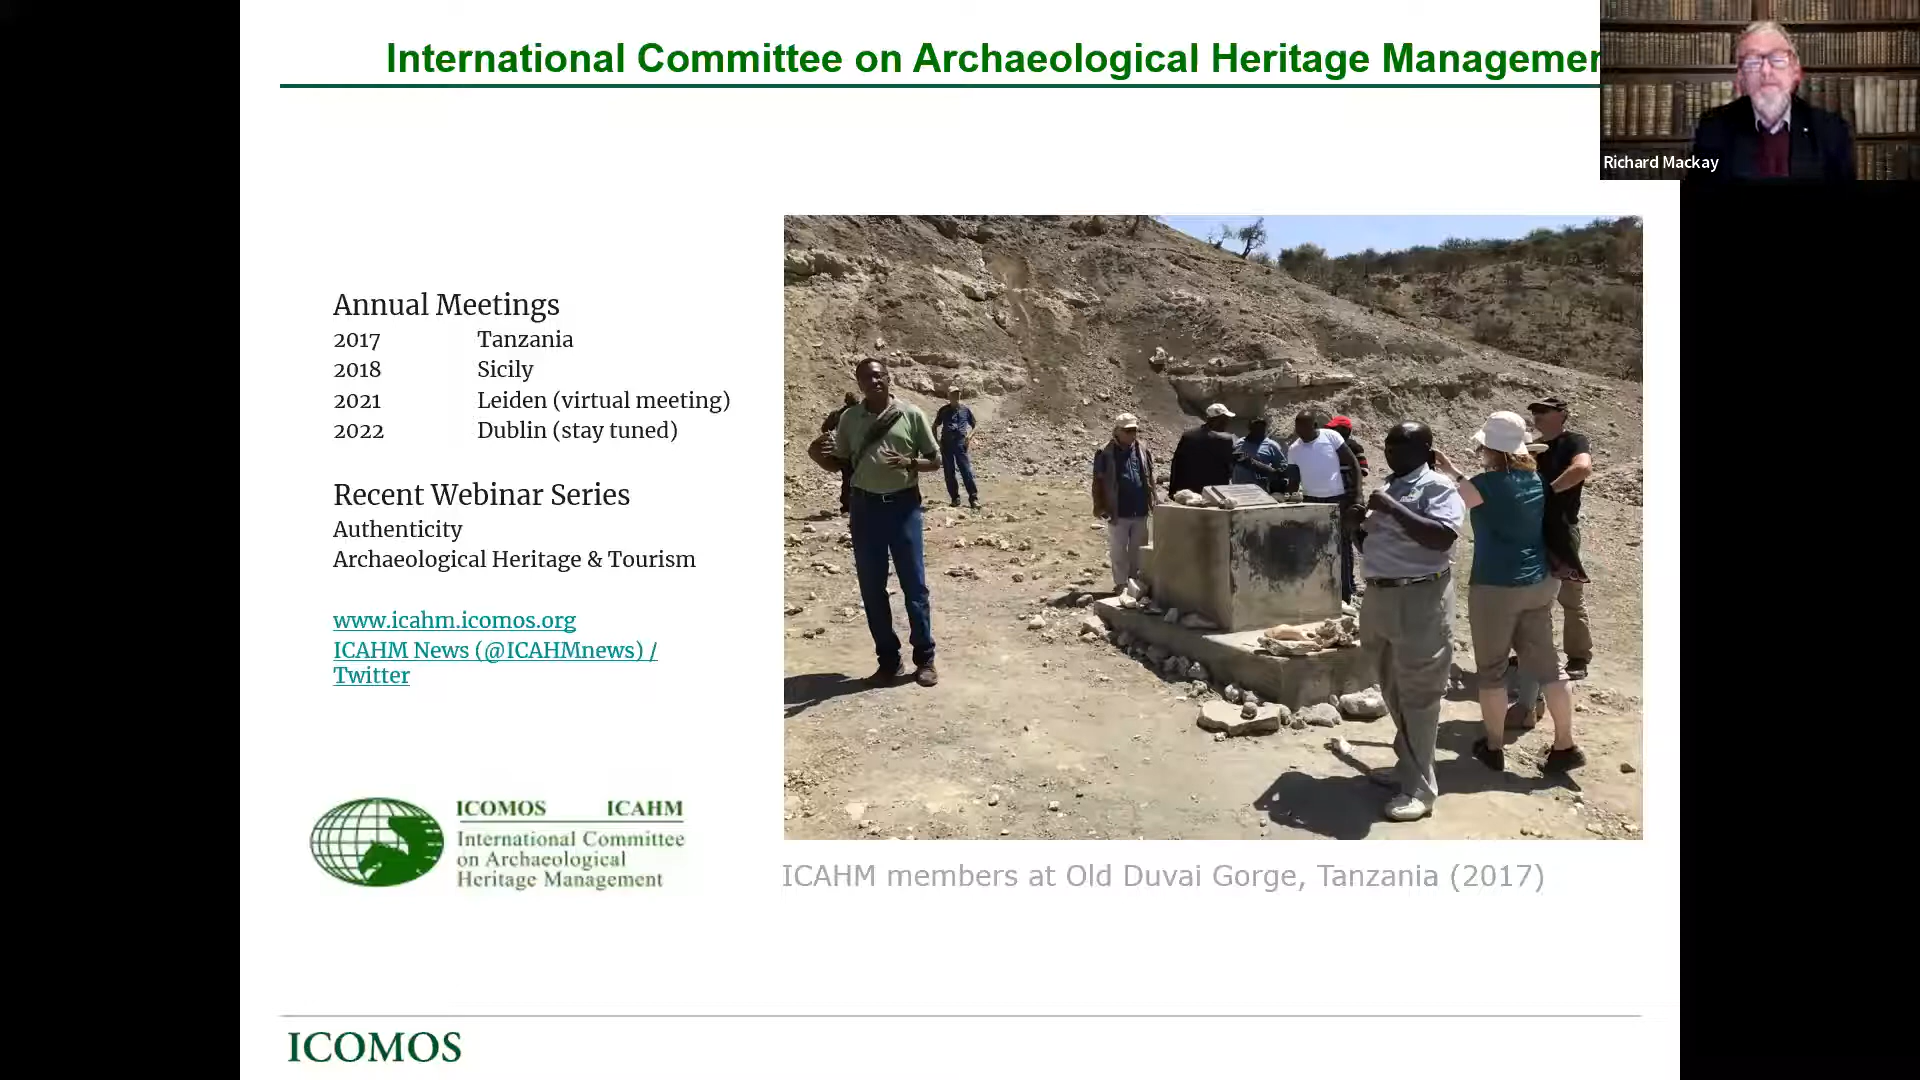 International Committee on Archaeological Heritage Managemen
Richard Mackay
Annual Meetings
2017 Tanzania
2018 Sicily
2021 Leiden (virtual meeting)
2022 Dublin (stay tuned)
Recent Webinar Series
Authenticity
Archaeological Heritage & Tourism
www.icahm.icomos.org
ICAHM News (@ICAHMnews) /
Twitter
ICOMOS ICAHM
International Committee
on Archaeological
Heritage Management
ICAHM members at Old Duvai Gorge, Tanzania (2017)
ICOMOS